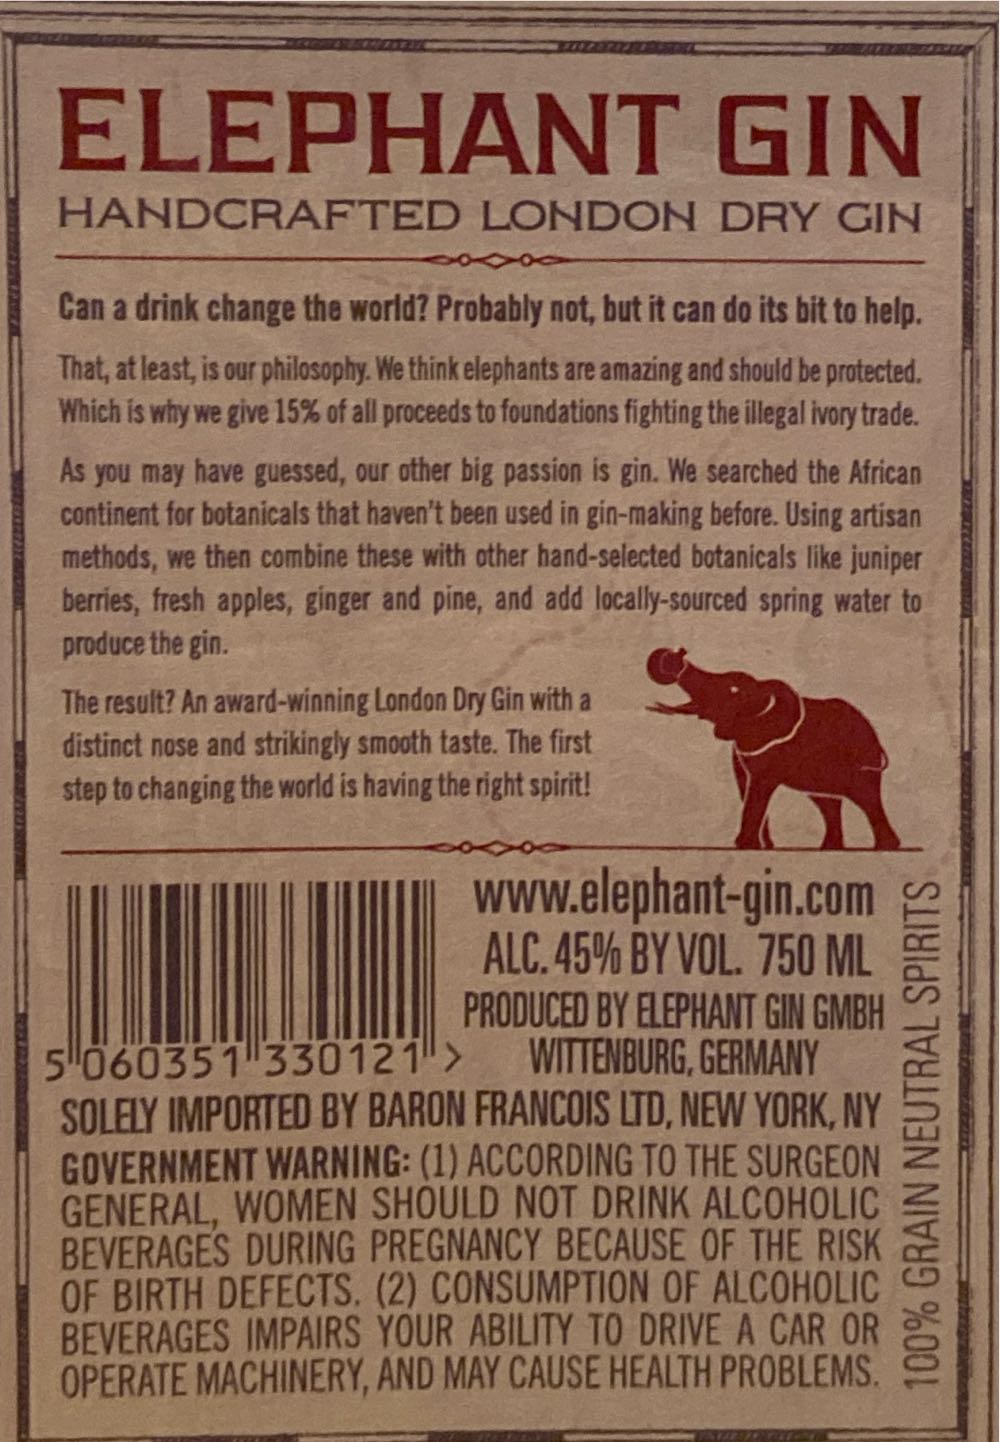 ELEPHANT GIN
HANDCRAFTED LONDON DRY GIN
Can a drink change the world? Probably not, but it can do its bit to help.
That, at least, is our philosophy. We think elephants are amazing and should be protected.
Which is why we give 15% of all proceeds to foundations fighting the illegal ivory trade.
As you may have guessed, our other big passion is gin. We searched the African
continent for botanicals that haven't been used in gin-making before. Using artisan
methods, we then combine these with other hand-selected botanicals like juniper
berries, fresh apples, ginger and pine, and add locally-sourced spring water to
produce the gin.
The result? An award-winning London Dry Gin with a
distinct nose and strikingly smooth taste. The first
step to changing the world is having the right spirit!
www.elephant-gin.com
ALC. 45% BY VOL. 750 ML
PRODUCED BY ELEPHANT GIN GMBH
WITTENBURG, GERMANY
5 060351 330121 >
SOLELY IMPORTED BY BARON FRANCOIS LTD, NEW YORK, NY
GOVERNMENT WARNING: (1) ACCORDING TO THE SURGEON
GENERAL, WOMEN SHOULD NOT DRINK ALCOHOLIC
BEVERAGES DURING PREGNANCY BECAUSE OF THE RISK
OF BIRTH DEFECTS. (2) CONSUMPTION OF ALCOHOLIC
BEVERAGES IMPAIRS YOUR ABILITY TO DRIVE A CAR OR
OPERATE MACHINERY, AND MAY CAUSE HEALTH PROBLEMS.
100% GRAIN NEUTRAL SPIRITS